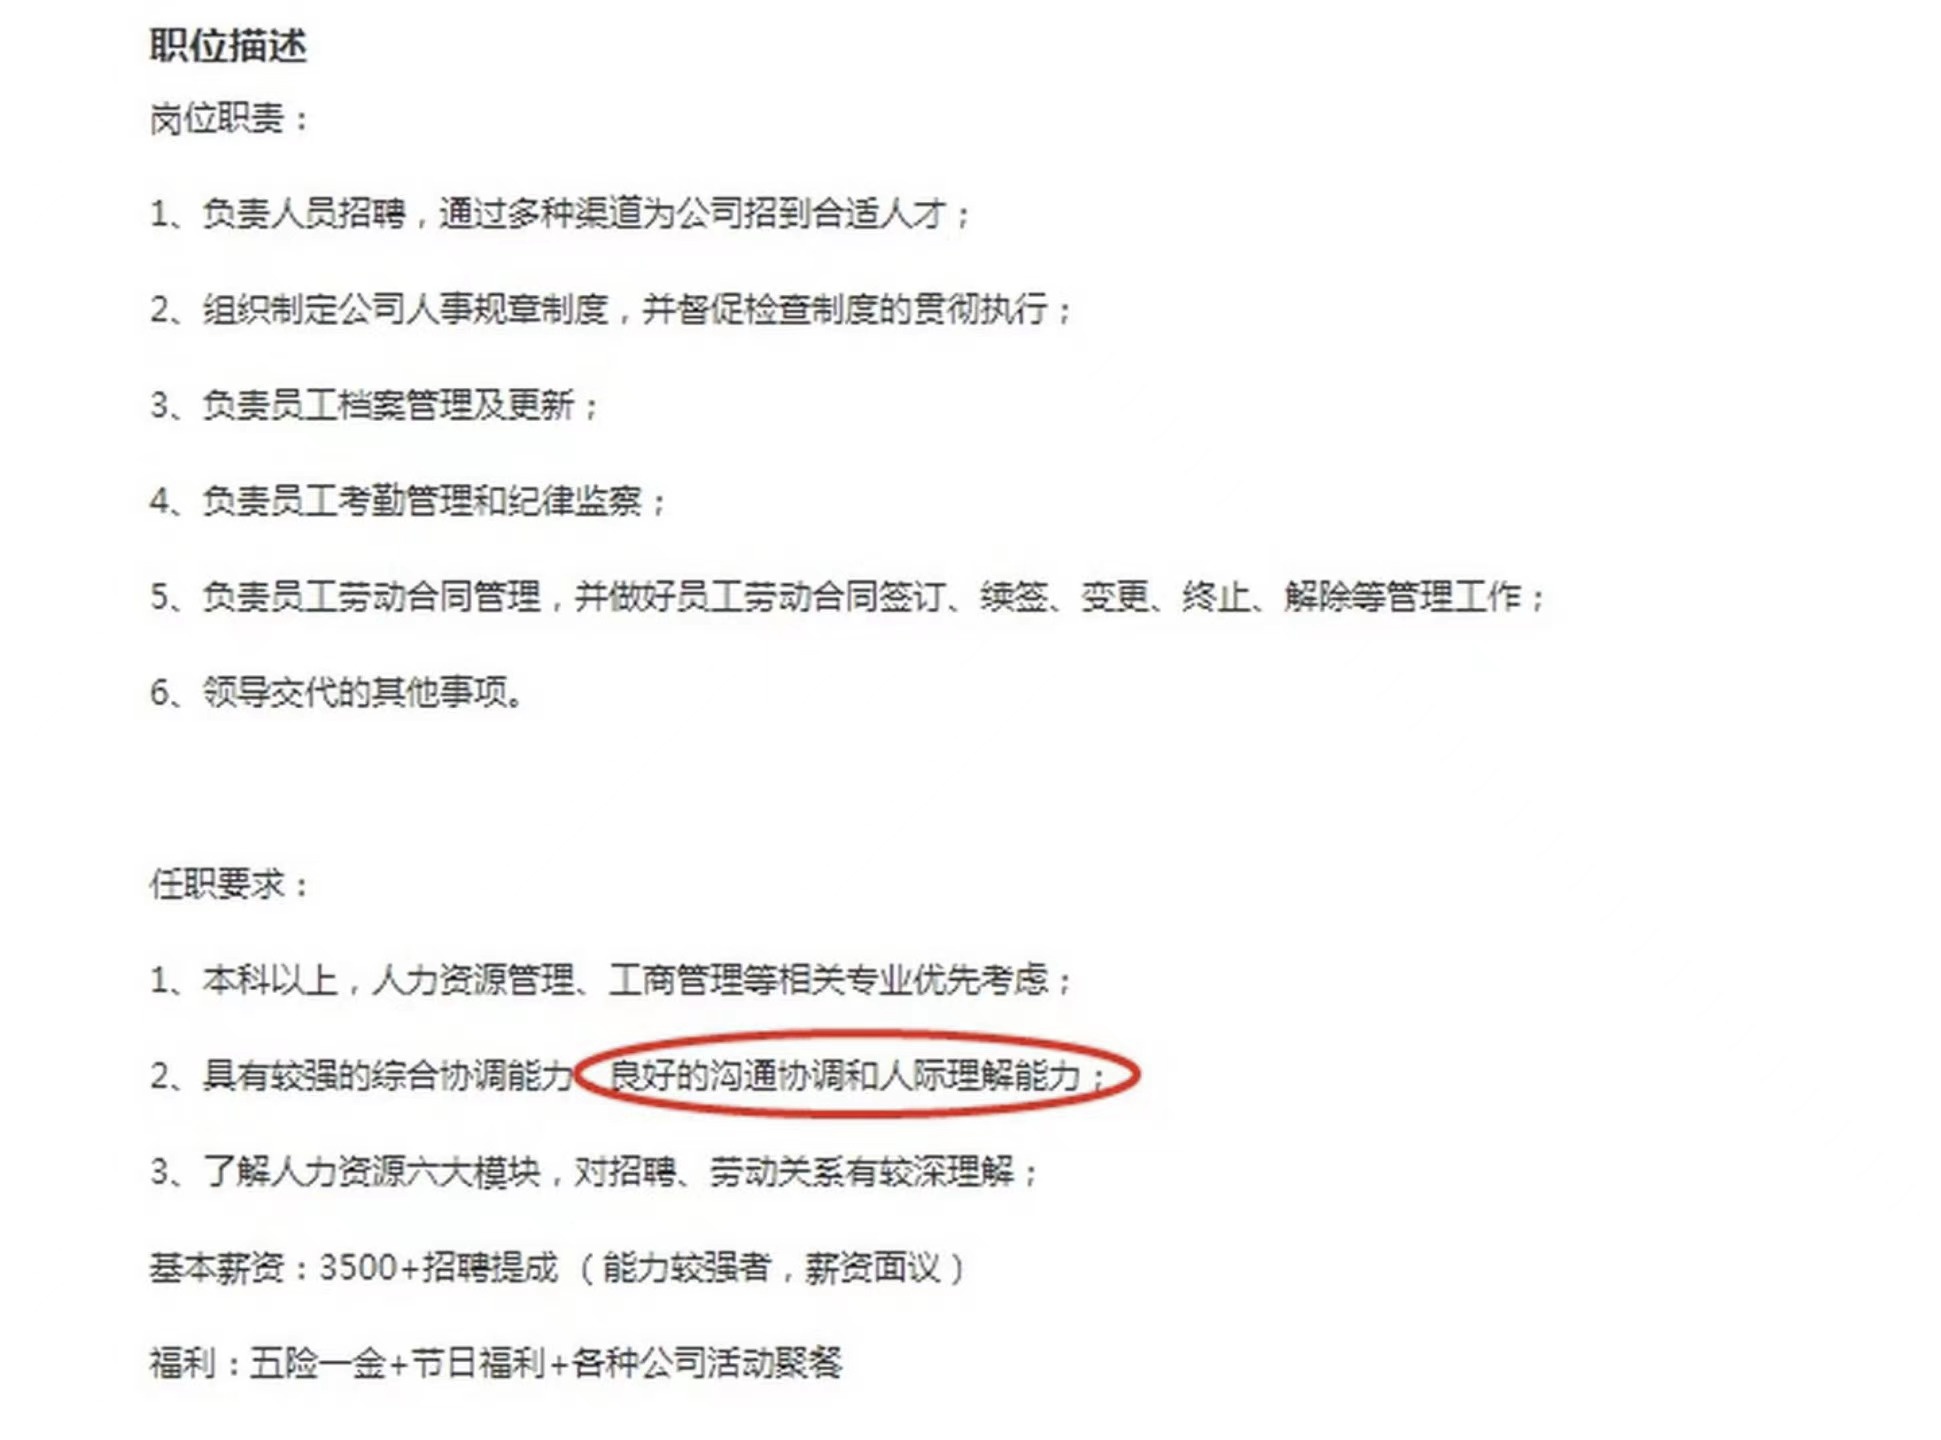 职位描述
岗位职责：
1、负责人员招聘，通过多种渠道为公司招到合适人才；
2、组织制定公司人事规章制度，并督促检查制度的贯彻执行；
3、负责员工档案管理及更新；
4、负责员工考勤管理和纪律监察；
5、负责员工劳动合同管理，并做好员工劳动合同签订、续签、变更、终止、解除等管理工作；
6、领导交代的其他事项。
任职要求：
1、本科以上，人力资源管理、工商管理等相关专业优先考虑；
2、具有较强的综合协调能力 良好的沟通协调和人际理解能力；
3、了解人力资源六大模块，对招聘、劳动关系有较深理解；
基本薪资：3500+招聘提成（能力较强者，薪资面议）
福利：五险一金+节日福利+各种公司活动聚餐